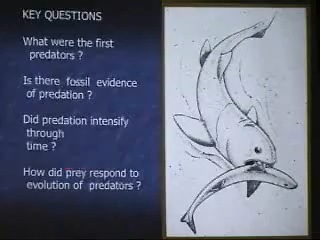 KEY QUESTIONS
What were the first
predators ?
Is there fossil evidence
of predation ?
Did predation intensify
through
time ?
How did prey respond to
evolution of predators ?